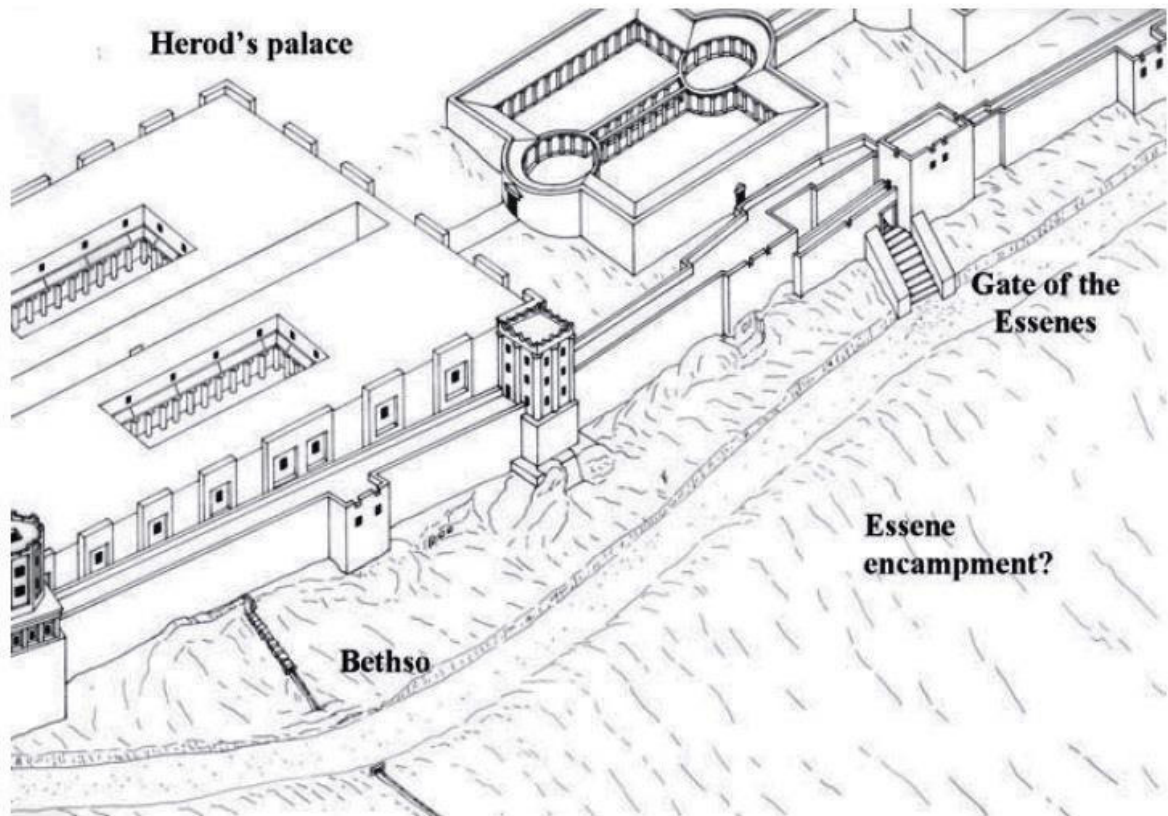 Herod's palace
Gate of the
Essenes
Essene
encampment?
Bethso